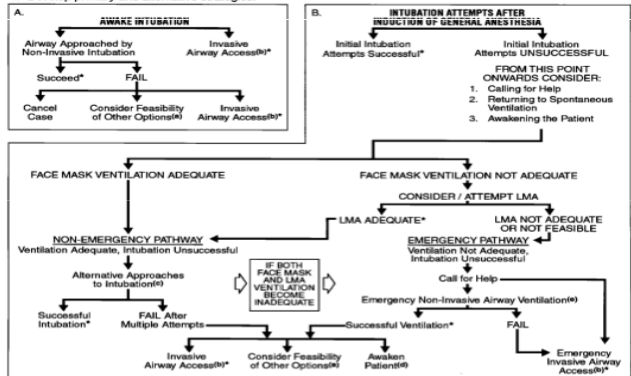 A.
AWAKE INTUBATION
Airway Approached by
Non-Invasive Intubation
Invasive
Airway Access(b)*
Succeed*
FAIL
Cancel
Case
Consider Feasibility
of Other Options(a)
Invasive
Airway Access(b)*
B.
INTUBATION ATTEMPTS AFTER
INDUCTION OF GENERAL ANESTHESIA
Initial Intubation
Attempts Successful*
Initial Intubation
Attempts UNSUCCESSFUL
FROM THIS POINT
ONWARDS CONSIDER:
1. Calling for Help
2. Returning to Spontaneous
Ventilation
3. Awakening the Patient
FACE MASK VENTILATION ADEQUATE
FACE MASK VENTILATION NOT ADEQUATE
CONSIDER / ATTEMPT LMA
LMA ADEQUATE*
LMA NOT ADEQUATE
OR NOT FEASIBLE
NON-EMERGENCY PATHWAY
Ventilation Adequate, Intubation Unsuccessful
EMERGENCY PATHWAY
Ventilation Not Adequate,
Intubation Unsuccessful
IF BOTH
FACE MASK
AND LMA
VENTILATION
BECOME
INADEQUATE
Alternative Approaches
to Intubation(c)
Call for Help
Emergency Non-Invasive Airway Ventilation(e)
Successful
Intubation*
FAIL After
Multiple Attempts
Successful Ventilation*
FAIL
Invasive
Airway Access(b)*
Consider Feasibility
of Other Options(a)
Awaken
Patient(d)
Emergency
Invasive Airway
Access(b)*